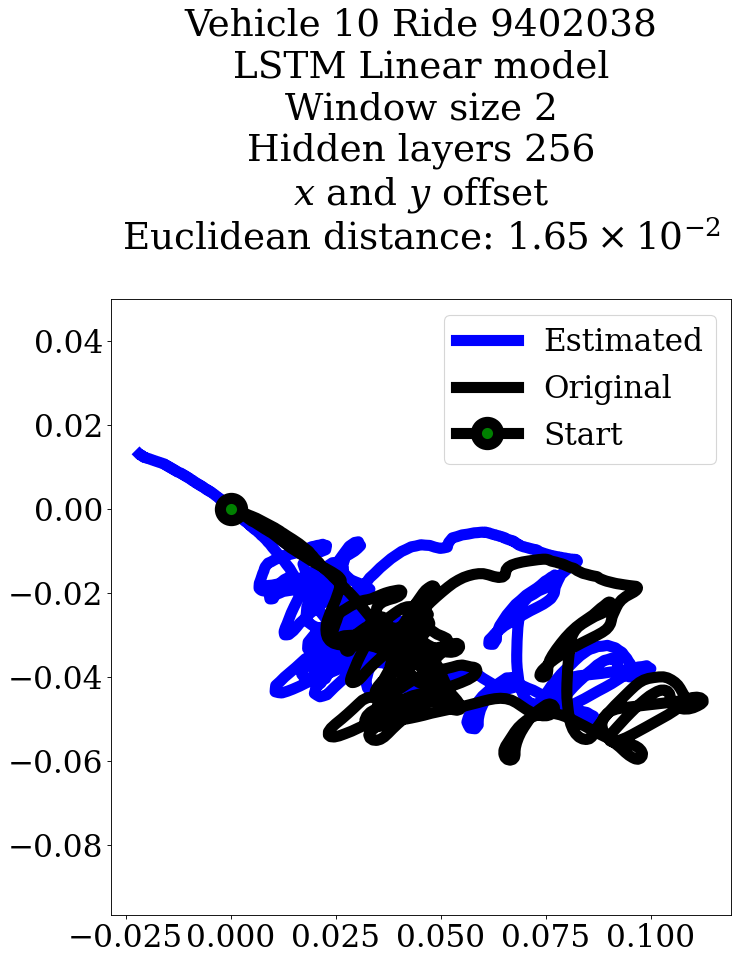 Vehicle 10 Ride 9402038
LSTM Linear model
Window size 2
Hidden layers 256
x and y offset
Euclidean distance: 1.65 × 10⁻²
Estimated
Original
Start
0.04
0.02
0.00
−0.02
−0.04
−0.06
−0.08
−0.025 0.000 0.025 0.050 0.075 0.100